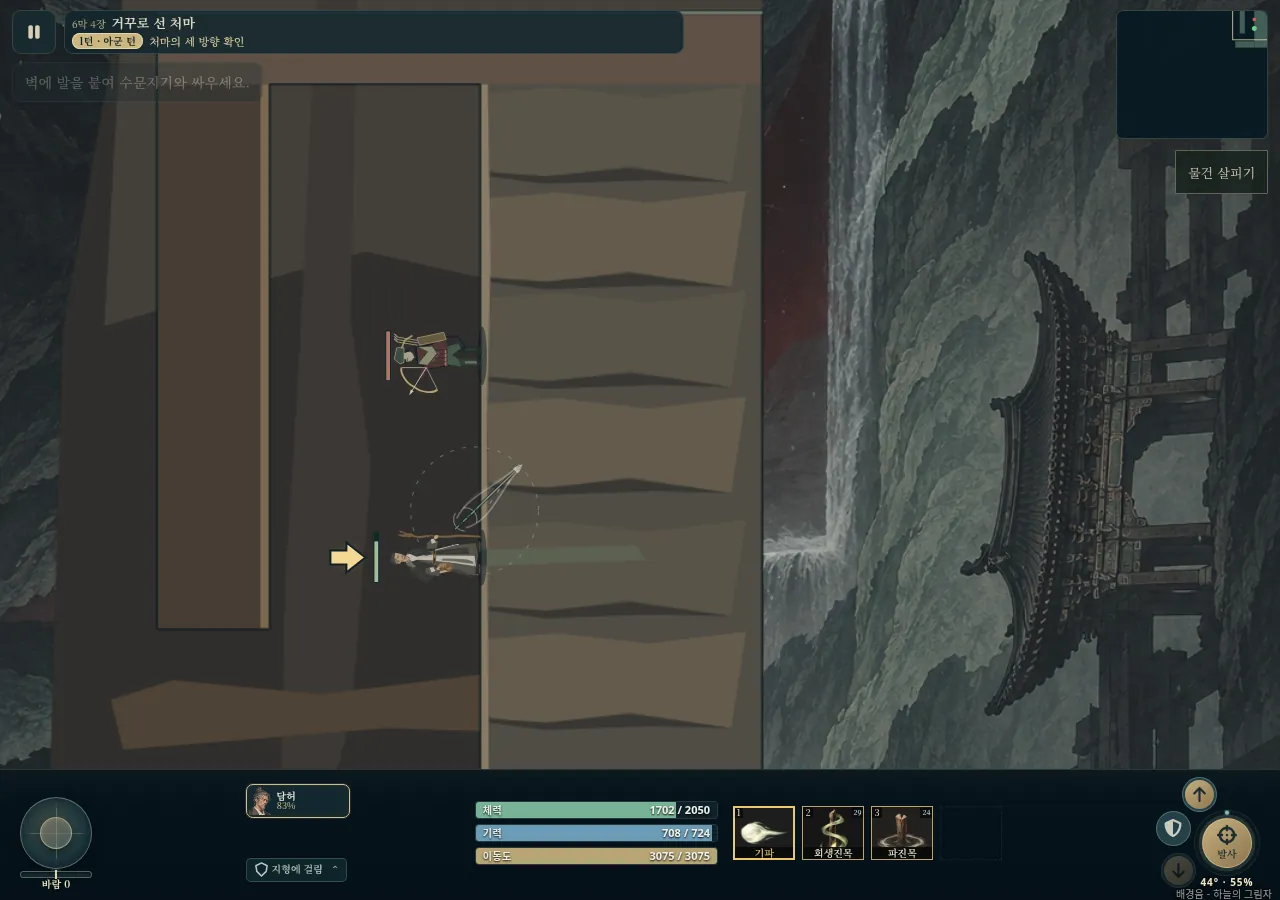 6막 4장 거꾸로 선 처마
1턴 · 아군 턴 처마의 세 방향 확인
벽에 발을 붙여 수문지기와 싸우세요.
물건 살피기
담허
83%
지형에 걸림
바람 0
체력 1702 / 2050
기력 708 / 724
이동도 3075 / 3075
1
기파
2 29
회생진목
3 24
파진목
발사
44° · 55%
배경음 - 하늘의 그림자